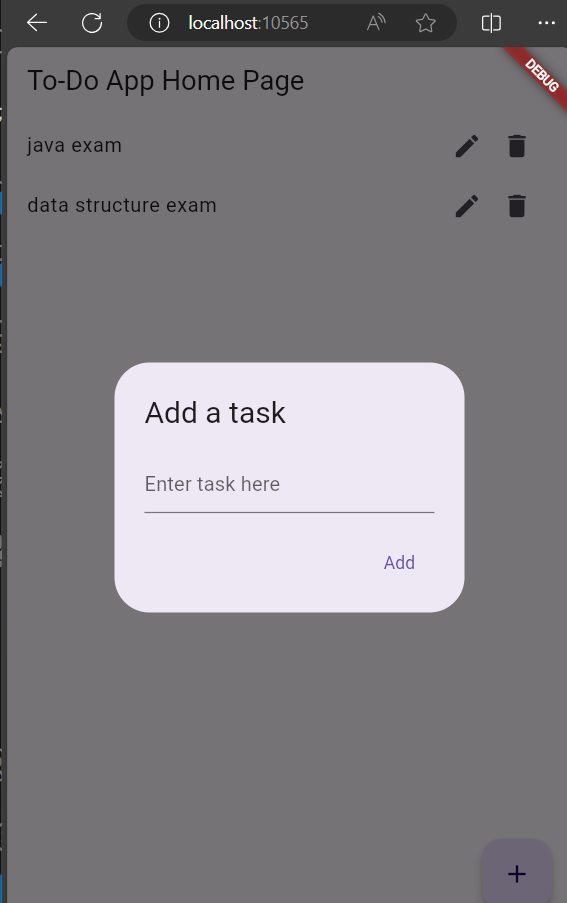 localhost:10565
To-Do App Home Page
DEBUG
java exam
data structure exam
Add a task
Enter task here
Add